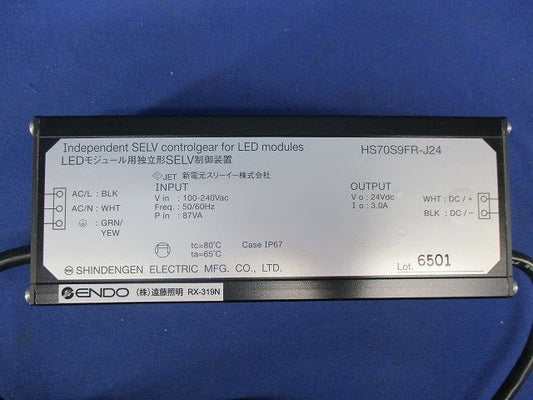 Independent SELV controlgear for LED modules
HS70S9FR-J24
LEDモジュール用独立形SELV制御装置
JET 新電元スリーイー株式会社
AC/L : BLK
AC/N : WHT
GRN/
YEW
INPUT
V in : 100-240Vac
Freq. : 50/60Hz
P in : 87VA
OUTPUT
V o : 24Vdc
I o : 3.0A
WHT : DC / +
BLK : DC / −
tc=80℃
ta=65℃
Case IP67
SHINDENGEN ELECTRIC MFG. CO., LTD.
Lot. 6501
ENDO (株)遠藤照明 RX-319N